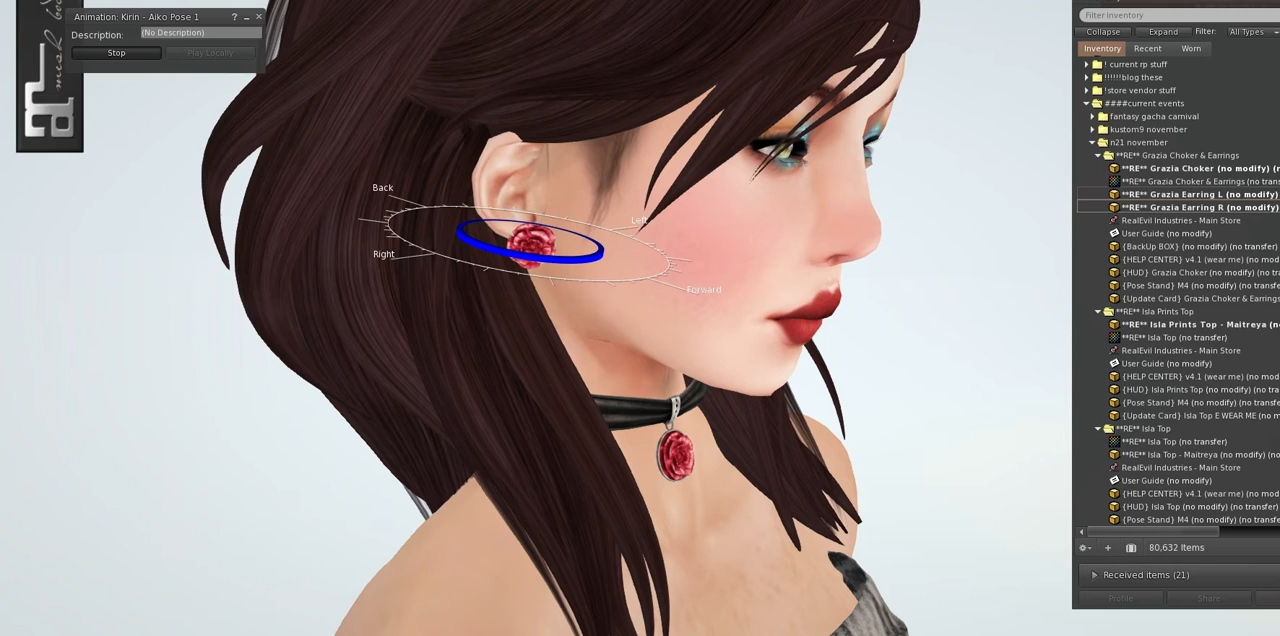 Animation: Kirin - Aiko Pose 1
Description:
(No Description)
Stop
Play Locally
mesh
Back
Left
Right
Forward
Filter Inventory
Collapse
Expand
Filter:
All Types
Inventory
Recent
Worn
! current rp stuff
!!!!!!blog these
!store vendor stuff
####current events
fantasy gacha carnival
kustom9 november
n21 november
**RE** Grazia Choker & Earrings
**RE** Grazia Choker (no modify) (
**RE** Grazia Choker & Earrings (no tran
**RE** Grazia Earring L (no modify)
**RE** Grazia Earring R (no modify)
RealEvil Industries - Main Store
User Guide (no modify)
{BackUp BOX} (no modify) (no transfer)
{HELP CENTER} v4.1 (wear me) (no mod
{HUD} Grazia Choker (no modify) (no tra
{Pose Stand} M4 (no modify) (no transfe
{Update Card} Grazia Choker & Earrings
**RE** Isla Prints Top
**RE** Isla Prints Top - Maitreya (no
**RE** Isla Top (no transfer)
RealEvil Industries - Main Store
User Guide (no modify)
{HELP CENTER} v4.1 (wear me) (no mod
{HUD} Isla Prints Top (no modify) (no tra
{Pose Stand} M4 (no modify) (no transfe
{Update Card} Isla Top E WEAR ME (no m
**RE** Isla Top
**RE** Isla Top (no transfer)
**RE** Isla Top - Maitreya (no modify) (no
RealEvil Industries - Main Store
User Guide (no modify)
{HELP CENTER} v4.1 (wear me) (no mod
{HUD} Isla Top (no modify) (no transfer)
{Pose Stand} M4 (no modify) (no transfe
80,632 Items
Received items (21)
Profile
Share